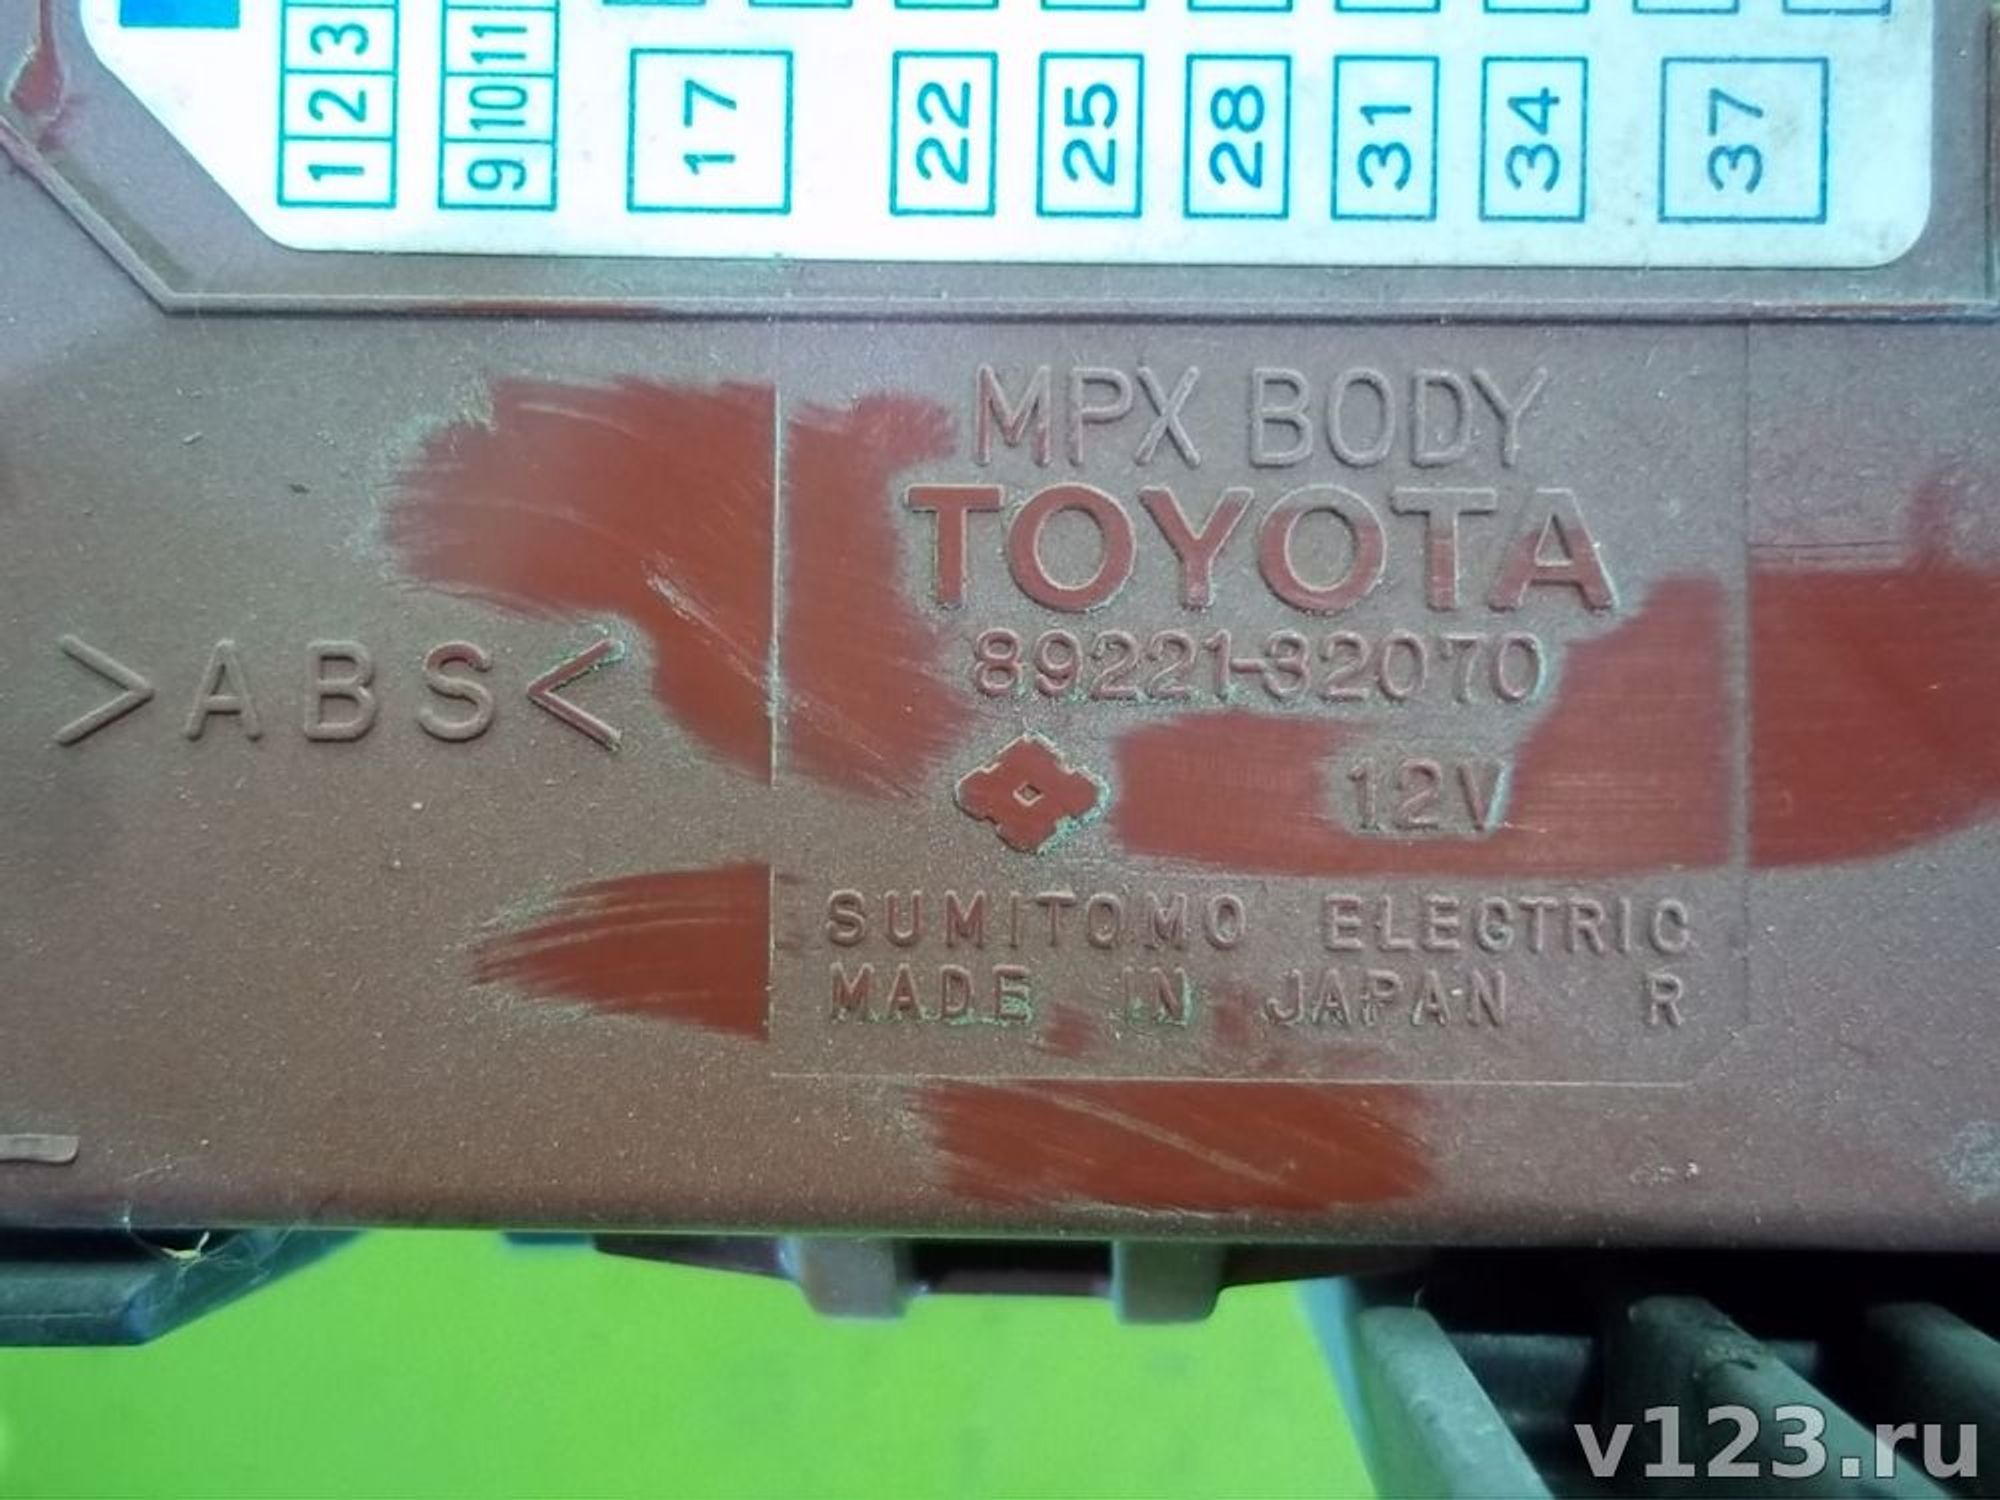 3 11
2 10
1 9 17 22 25 28 31 34 37
MPX BODY
TOYOTA
89221-32070
>ABS<
12V
SUMITOMO ELECTRIC
MADE IN JAPAN R
v123.ru